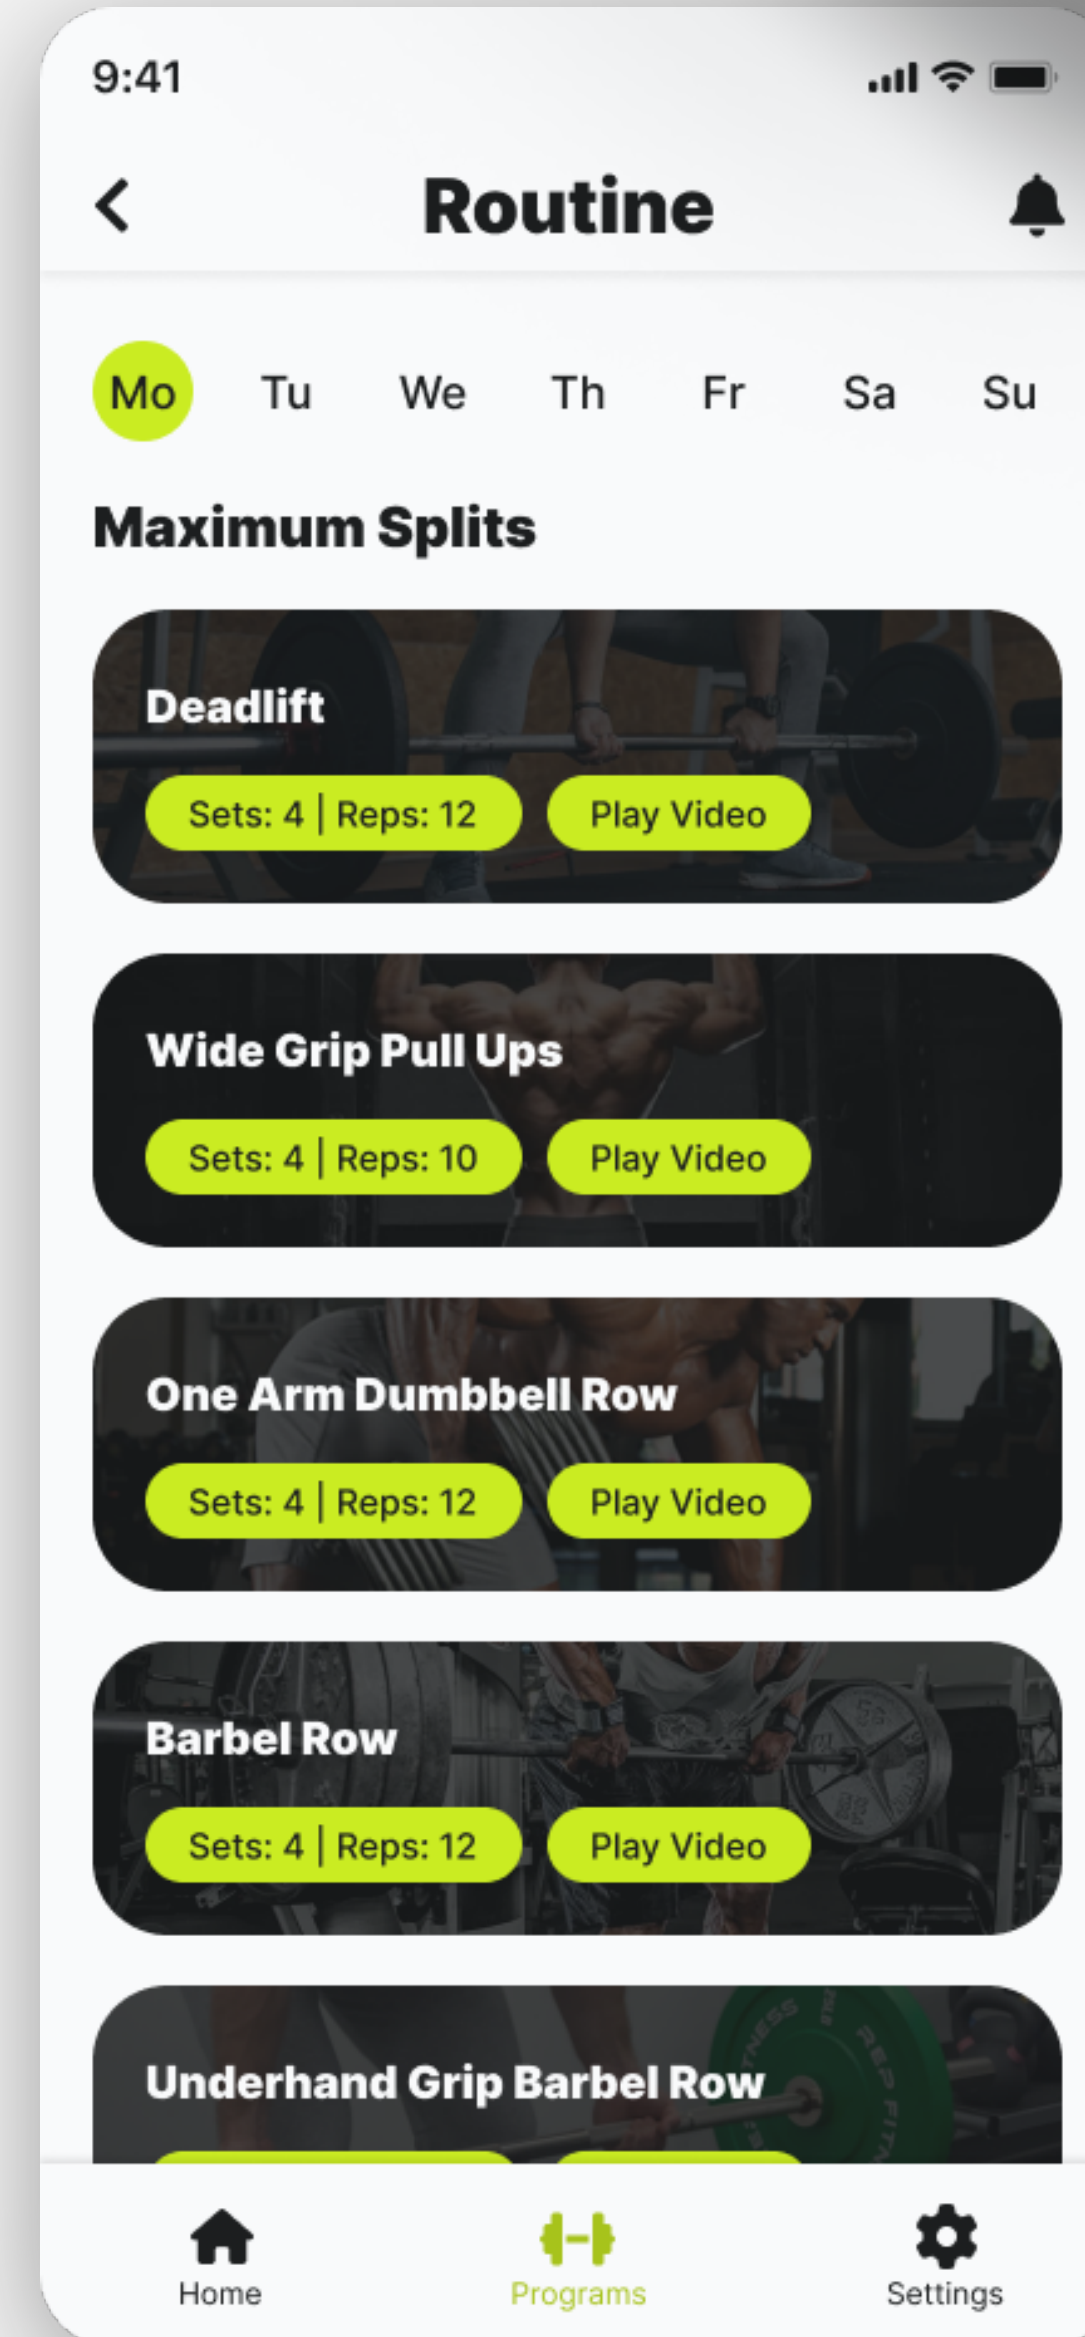 9:41
Routine
Mo Tu We Th Fr Sa Su
Maximum Splits
Deadlift
Sets: 4 | Reps: 12 Play Video
Wide Grip Pull Ups
Sets: 4 | Reps: 10 Play Video
One Arm Dumbbell Row
Sets: 4 | Reps: 12 Play Video
Barbel Row
Sets: 4 | Reps: 12 Play Video
Underhand Grip Barbel Row
REP FITN
Home Programs Settings